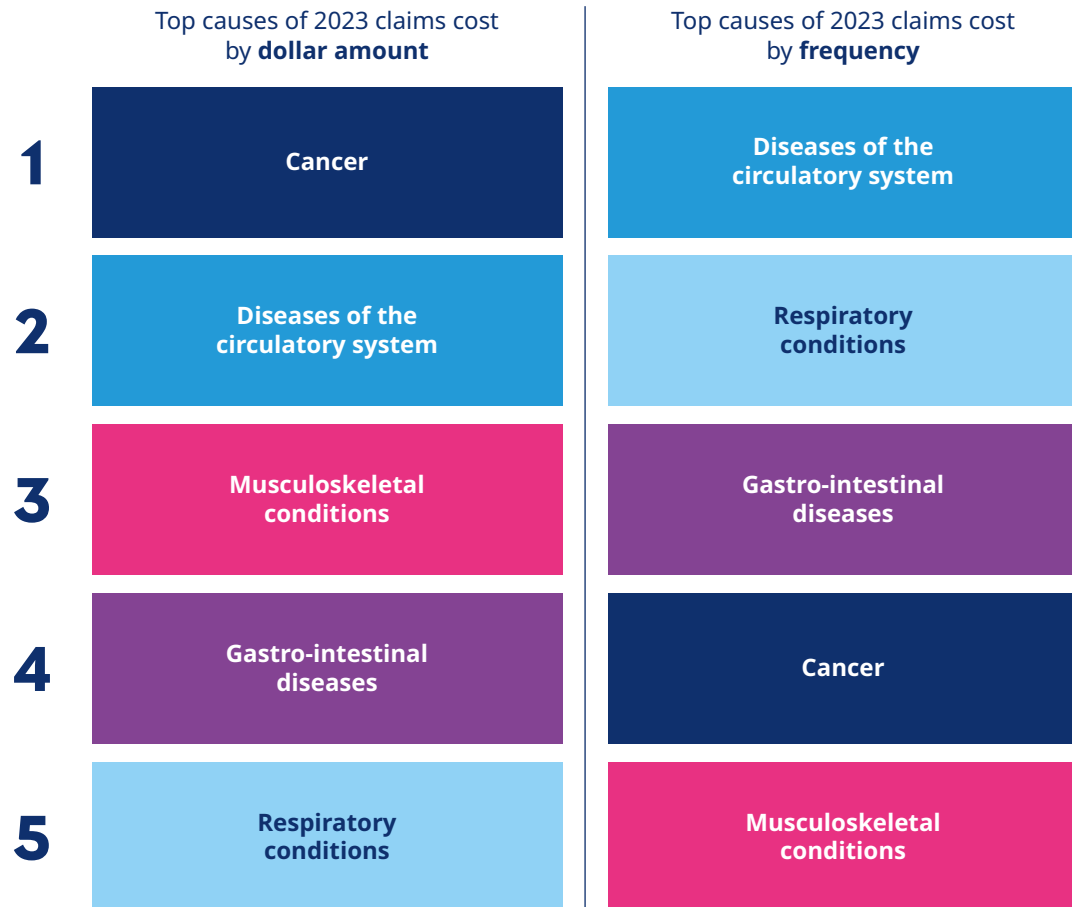 Top causes of 2023 claims cost
by dollar amount
Top causes of 2023 claims cost
by frequency
1
Cancer
Diseases of the
circulatory system
2
Diseases of the
circulatory system
Respiratory
conditions
3
Musculoskeletal
conditions
Gastro-intestinal
diseases
4
Gastro-intestinal
diseases
Cancer
5
Respiratory
conditions
Musculoskeletal
conditions